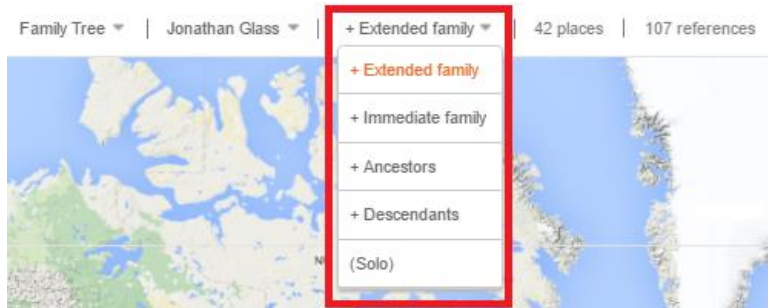 Family Tree | Jonathan Glass | + Extended family | 42 places | 107 references
+ Extended family
+ Immediate family
+ Ancestors
+ Descendants
(Solo)